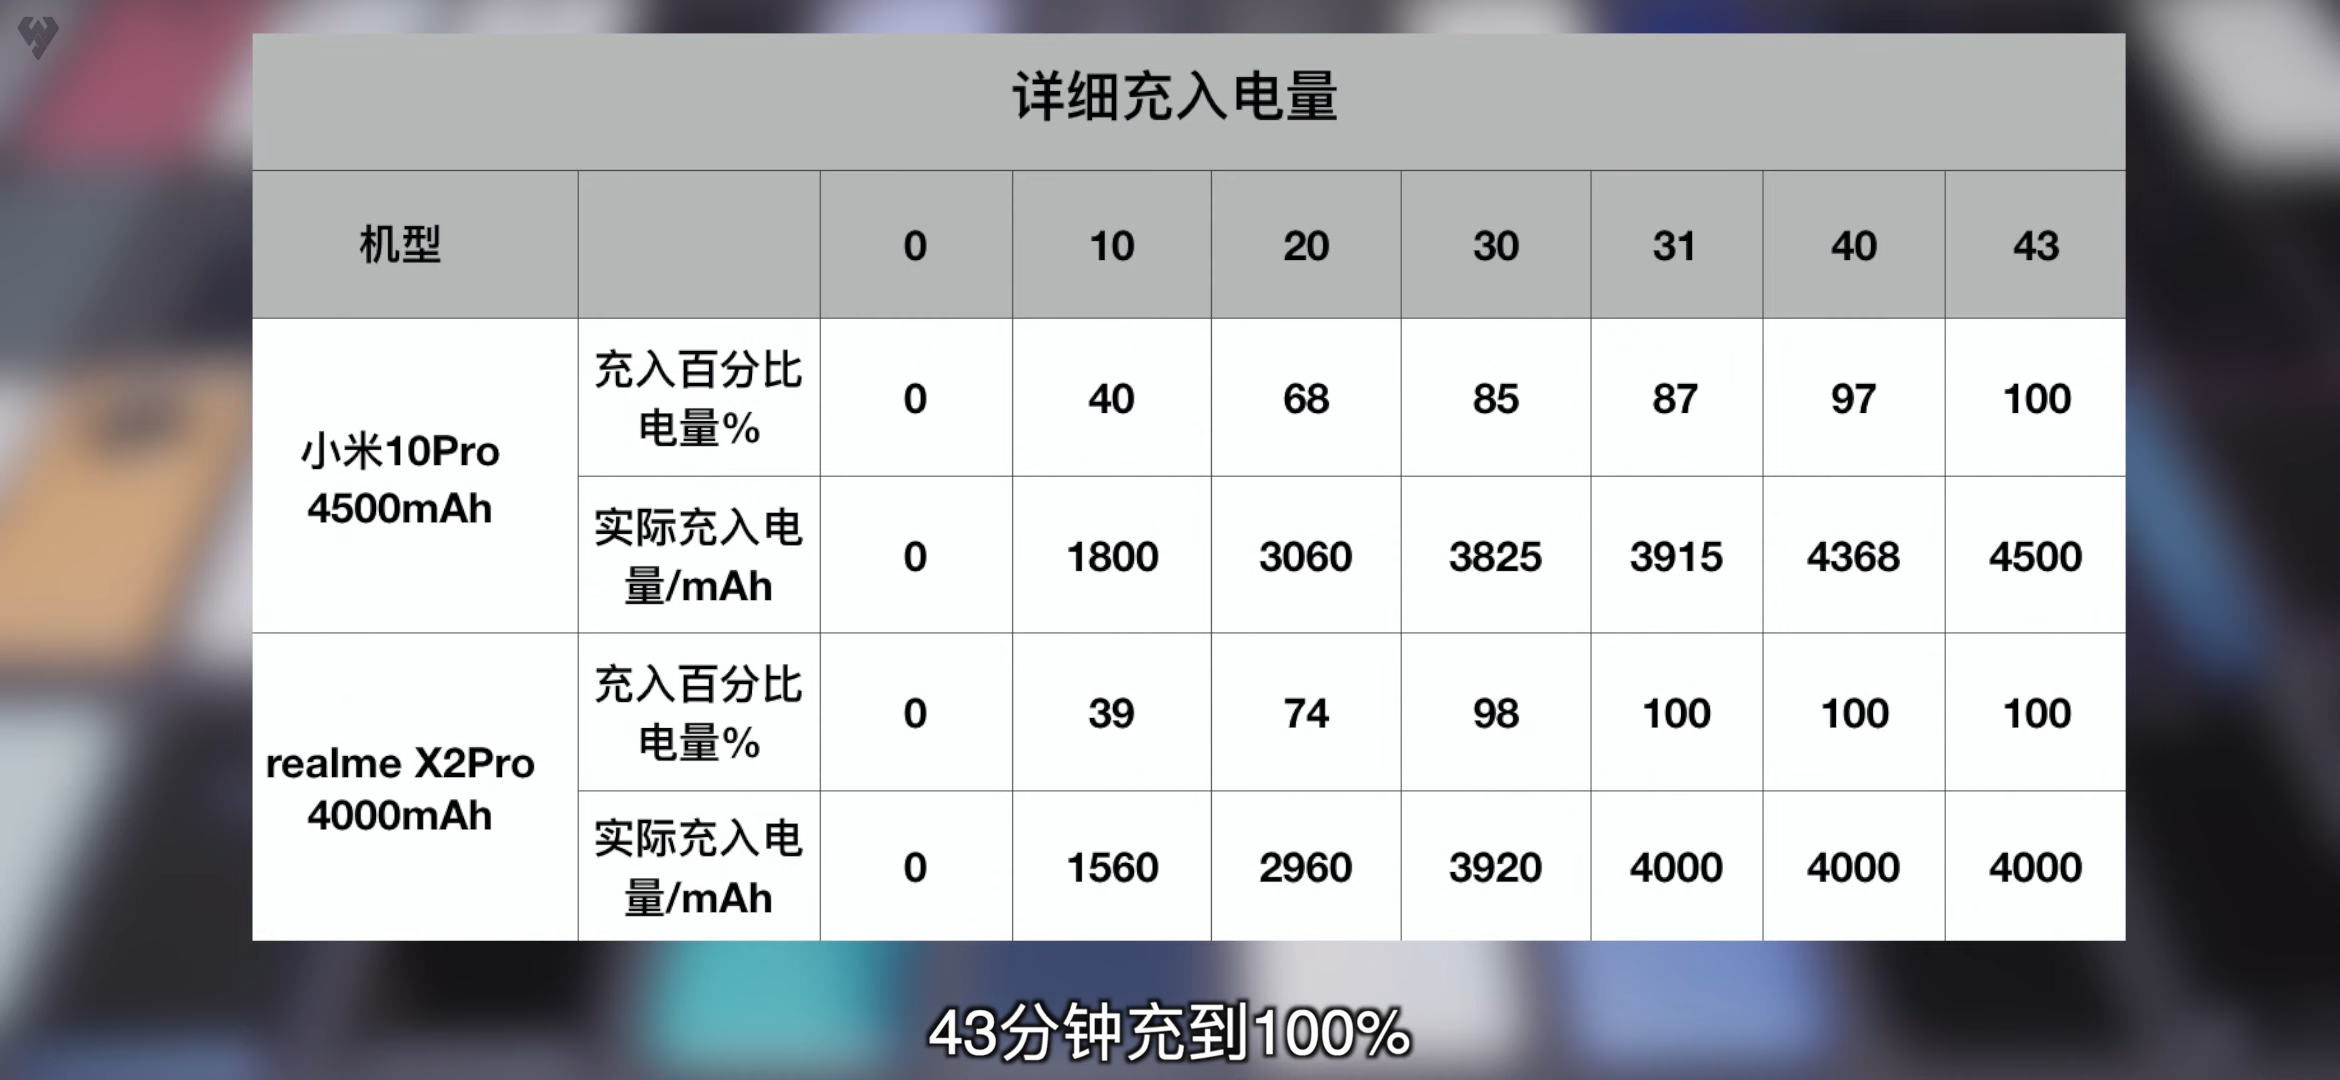 详细充入电量
机型 0 10 20 30 31 40 43
小米10Pro
4500mAh
充入百分比
电量% 0 40 68 85 87 97 100
实际充入电
量/mAh 0 1800 3060 3825 3915 4368 4500
realme X2Pro
4000mAh
充入百分比
电量% 0 39 74 98 100 100 100
实际充入电
量/mAh 0 1560 2960 3920 4000 4000 4000
43分钟充到100%